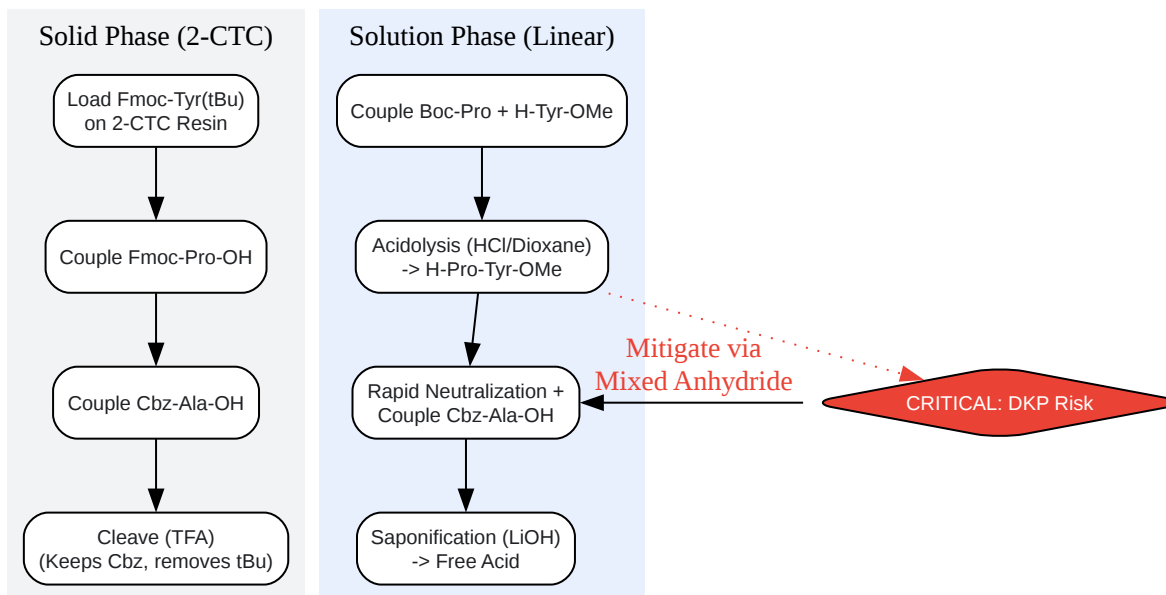 Solid Phase (2-CTC)
Load Fmoc-Tyr(tBu)
on 2-CTC Resin
Couple Fmoc-Pro-OH
Couple Cbz-Ala-OH
Cleave (TFA)
(Keeps Cbz, removes tBu)
Solution Phase (Linear)
Couple Boc-Pro + H-Tyr-OMe
Acidolysis (HCl/Dioxane)
-> H-Pro-Tyr-OMe
Rapid Neutralization +
Couple Cbz-Ala-OH
Saponification (LiOH)
-> Free Acid
Mitigate via
Mixed Anhydride
CRITICAL: DKP Risk